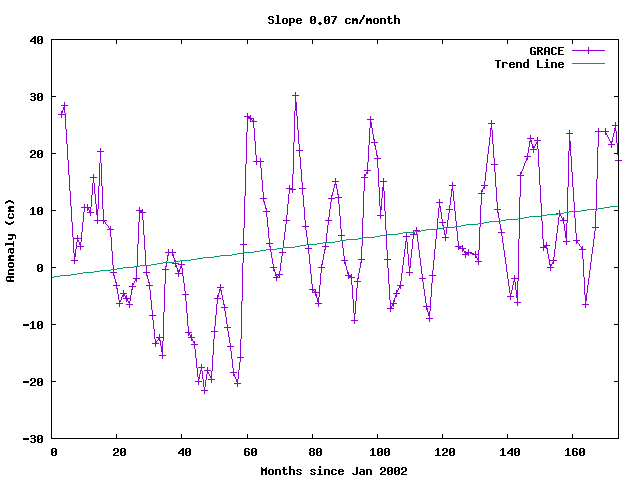 Slope 0.07 cm/month
GRACE
Trend Line
Anomaly (cm)
40
30
20
10
0
-10
-20
-30
0 20 40 60 80 100 120 140 160
Months since Jan 2002